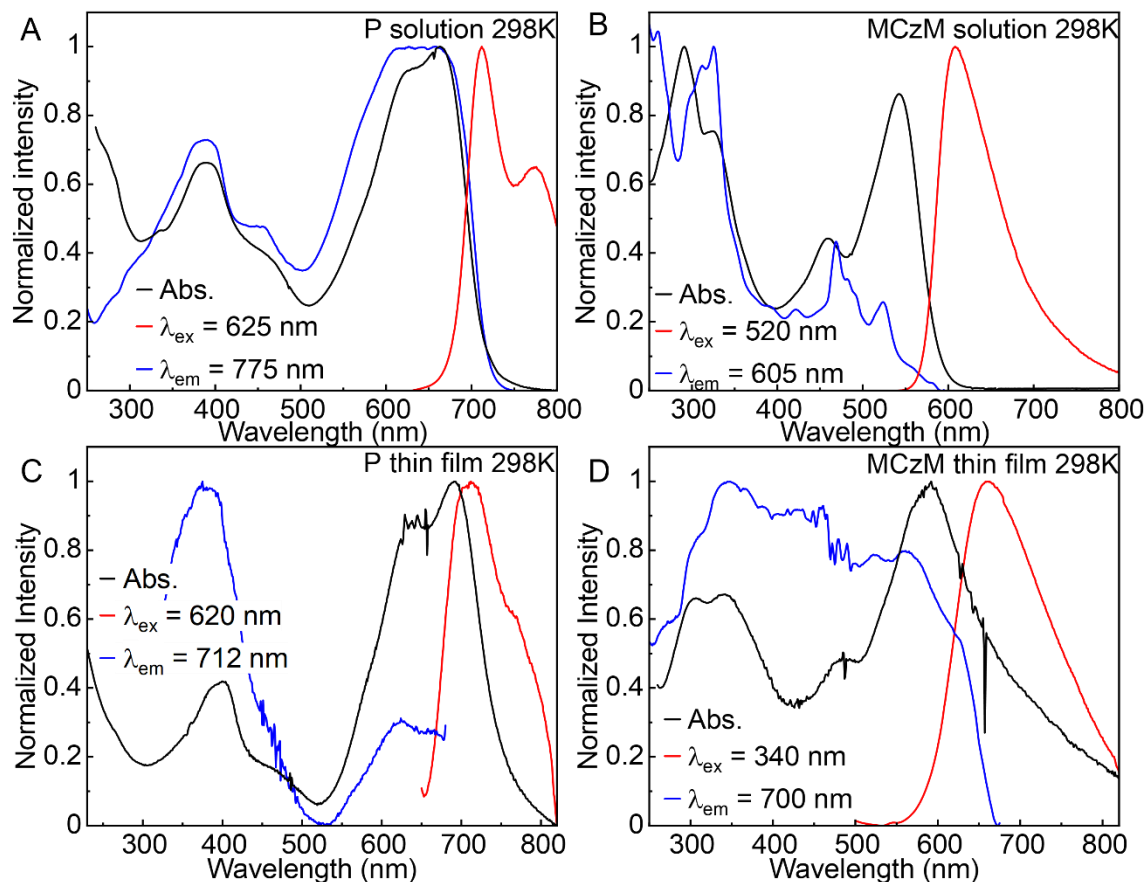 A
P solution 298K
Normalized intensity
1
0.8
0.6
0.4
0.2
0
Abs.
λex = 625 nm
λem = 775 nm
300 400 500 600 700 800
Wavelength (nm)
B
MCzM solution 298K
Normalized intensity
1
0.8
0.6
0.4
0.2
0
Abs.
λex = 520 nm
λem = 605 nm
300 400 500 600 700 800
Wavelength (nm)
C
P thin film 298K
Normalized Intensity
1
0.8
0.6
0.4
0.2
0
Abs.
λex = 620 nm
λem = 712 nm
300 400 500 600 700 800
Wavelength (nm)
D
MCzM thin film 298K
Normalized Intensity
1
0.8
0.6
0.4
0.2
0
Abs.
λex = 340 nm
λem = 700 nm
300 400 500 600 700 800
Wavelength (nm)